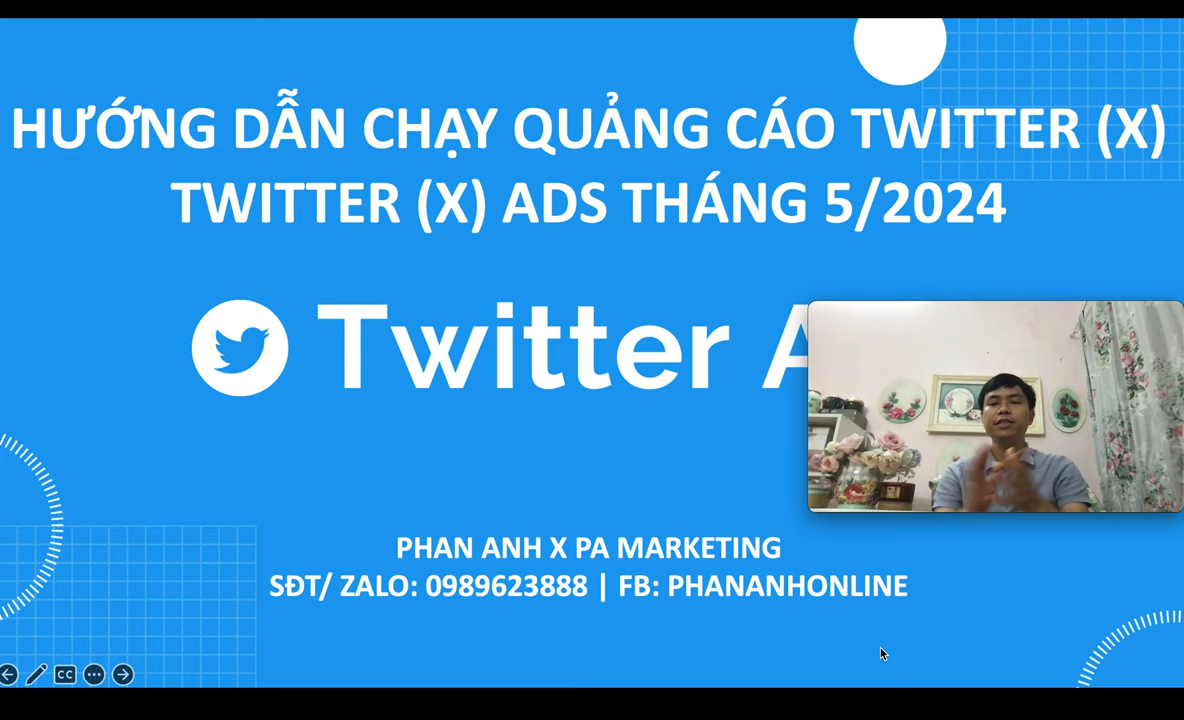 HƯỚNG DẪN CHẠY QUẢNG CÁO TWITTER (X)
TWITTER (X) ADS THÁNG 5/2024
Twitter A
PHAN ANH X PA MARKETING
SĐT/ ZALO: 0989623888 | FB: PHANANHONLINE
CC